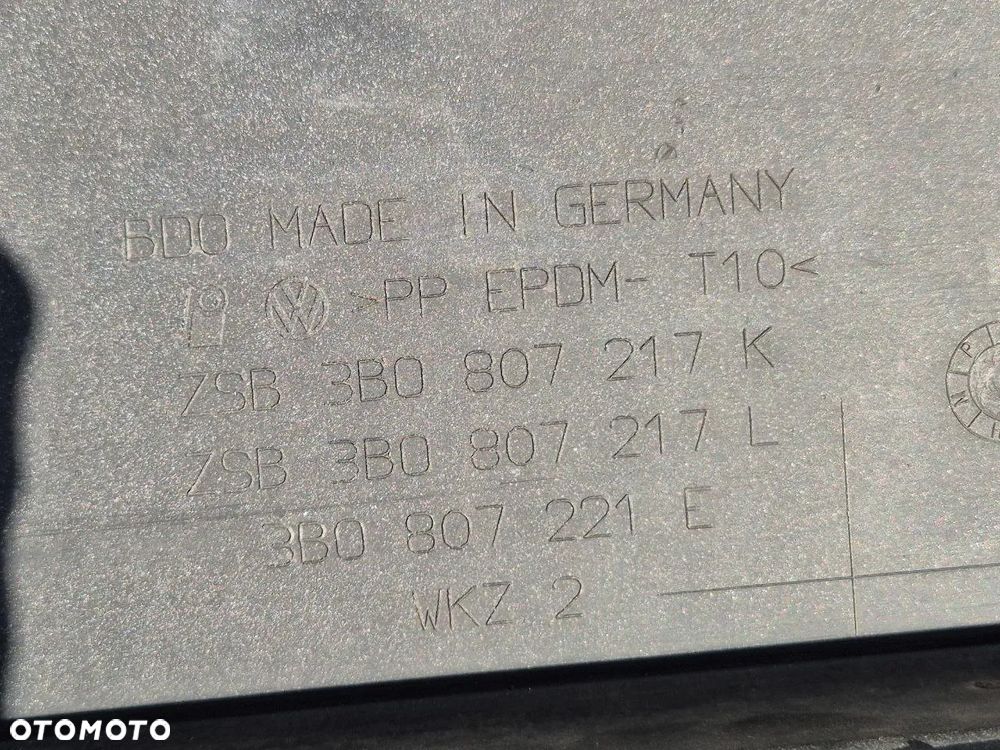 BDO MADE IN GERMANY
>PP EPDM- T10<
ZSB 3B0 807 217 K
ZSB 3B0 807 217 L
3B0 807 221 E
WKZ 2
OTOMOTO